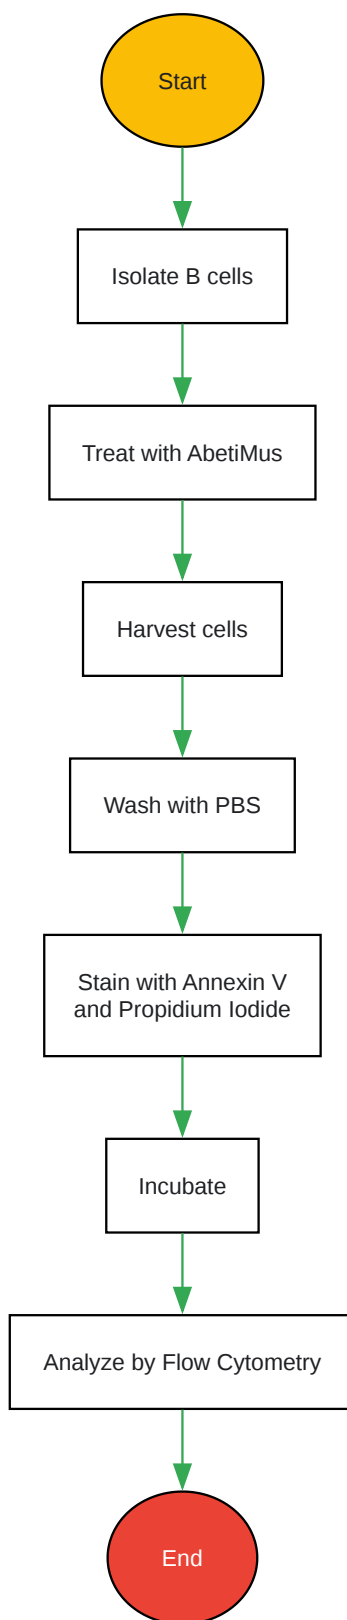 Start
Isolate B cells
Treat with AbetiMus
Harvest cells
Wash with PBS
Stain with Annexin V
and Propidium Iodide
Incubate
Analyze by Flow Cytometry
End